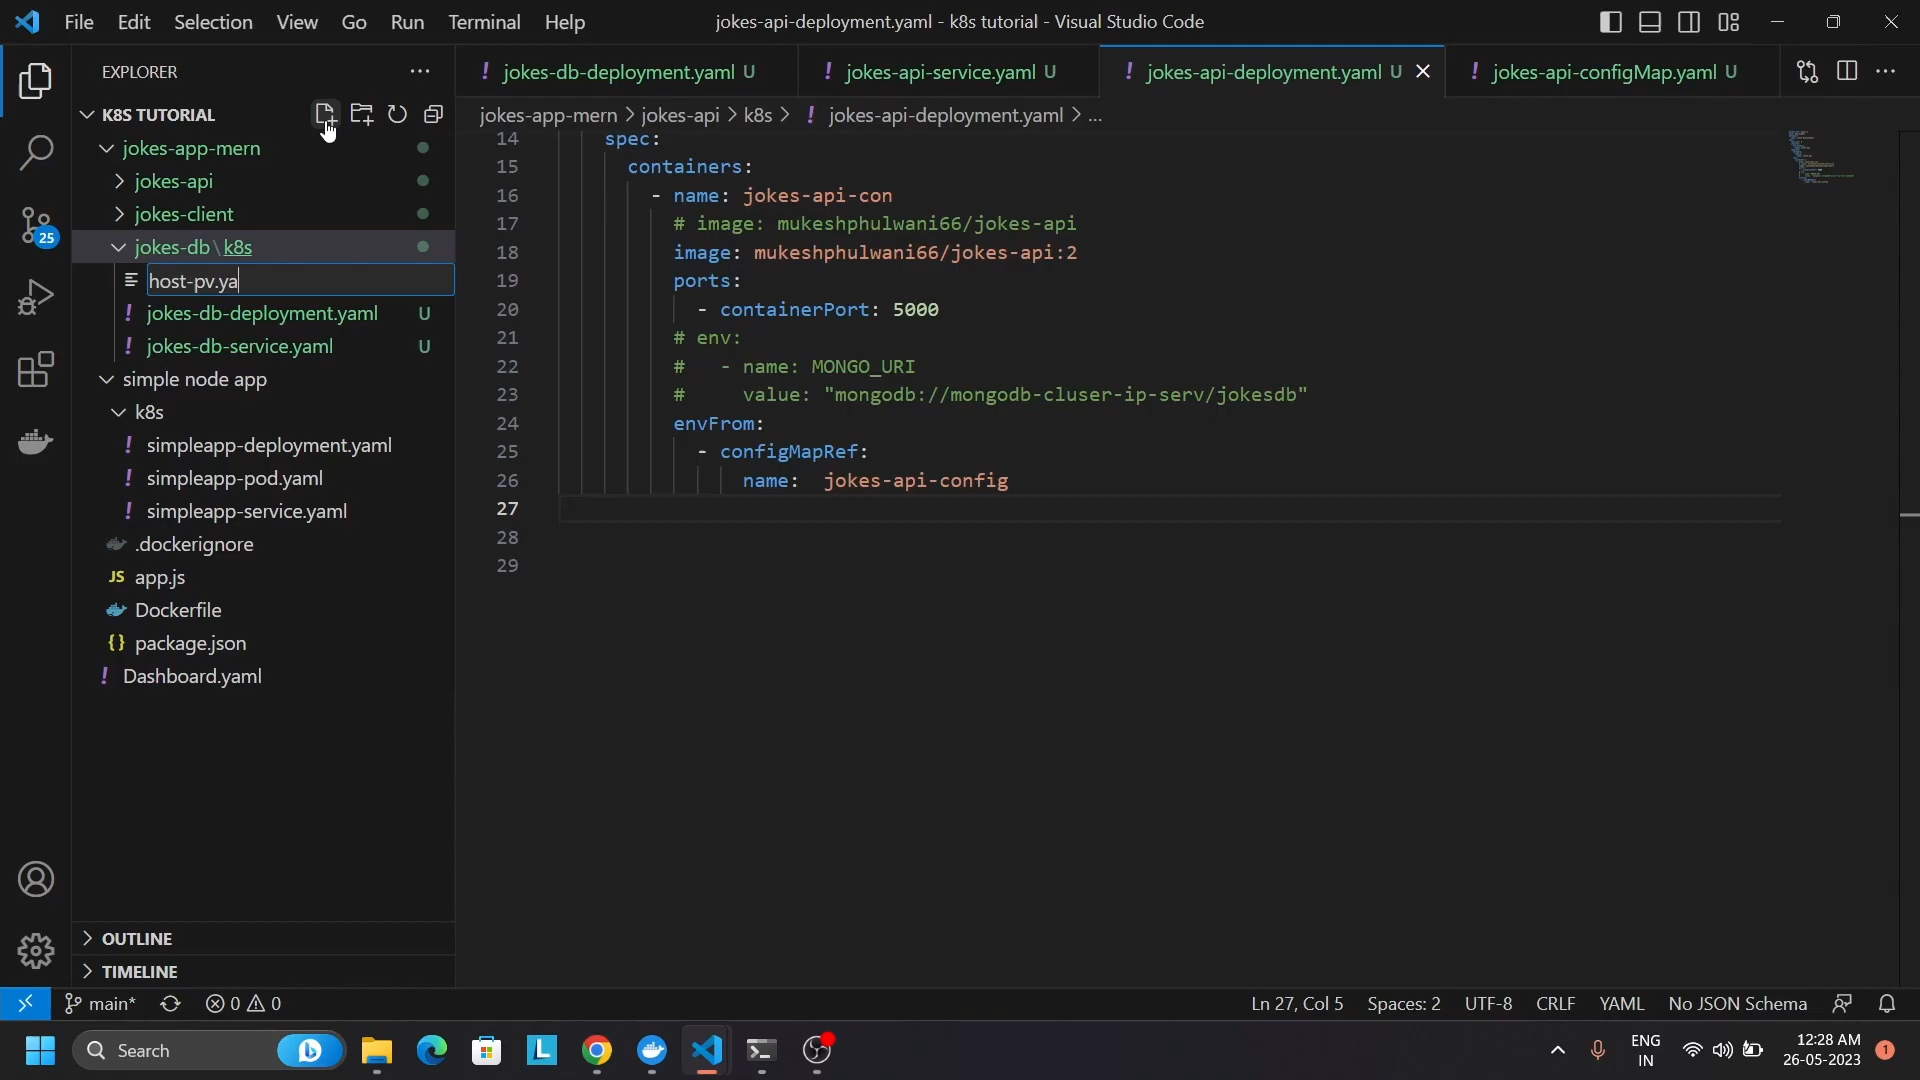 File Edit Selection View Go Run Terminal Help
jokes-api-deployment.yaml - k8s tutorial - Visual Studio Code
EXPLORER
K8S TUTORIAL
jokes-app-mern
jokes-api
jokes-client
jokes-db\k8s
host-pv.ya
! jokes-db-deployment.yaml U
! jokes-db-service.yaml U
simple node app
k8s
! simpleapp-deployment.yaml
! simpleapp-pod.yaml
! simpleapp-service.yaml
.dockerignore
JS app.js
Dockerfile
{} package.json
! Dashboard.yaml
OUTLINE
TIMELINE
25
! jokes-db-deployment.yaml U
! jokes-api-service.yaml U
! jokes-api-deployment.yaml U
! jokes-api-configMap.yaml U
jokes-app-mern > jokes-api > k8s > ! jokes-api-deployment.yaml > ...
14 spec:
15 containers:
16 - name: jokes-api-con
17 # image: mukeshphulwani66/jokes-api
18 image: mukeshphulwani66/jokes-api:2
19 ports:
20 - containerPort: 5000
21 # env:
22 # - name: MONGO_URI
23 # value: "mongodb://mongodb-cluser-ip-serv/jokesdb"
24 envFrom:
25 - configMapRef:
26 name: jokes-api-config
27
28
29
main* 0 0
Ln 27, Col 5 Spaces: 2 UTF-8 CRLF YAML No JSON Schema
Search
L
ENG
IN
12:28 AM
26-05-2023
1